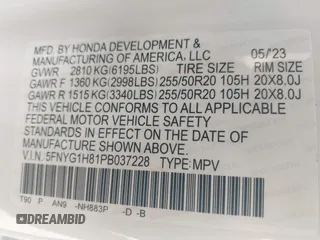 MFD. BY HONDA DEVELOPMENT &
MANUFACTURING OF AMERICA, LLC 05/'23
GVWR 2810 KG(6195LBS) TIRE SIZE RIM SIZE
GAWR F 1360 KG(2998LBS) 255/50R20 105H 20X8.0J
GAWR R 1515 KG(3340LBS) 255/50R20 105H 20X8.0J
THIS VEHICLE CONFORMS TO ALL APPLICABLE
FEDERAL MOTOR VEHICLE SAFETY
STANDARDS IN EFFECT ON THE DATE OF
MANUFACTURE SHOWN ABOVE.
V.I.N.: 5FNYG1H81PB037228 TYPE:MPV
T90 P AN9 -NH883P -D -B
DREAMBID